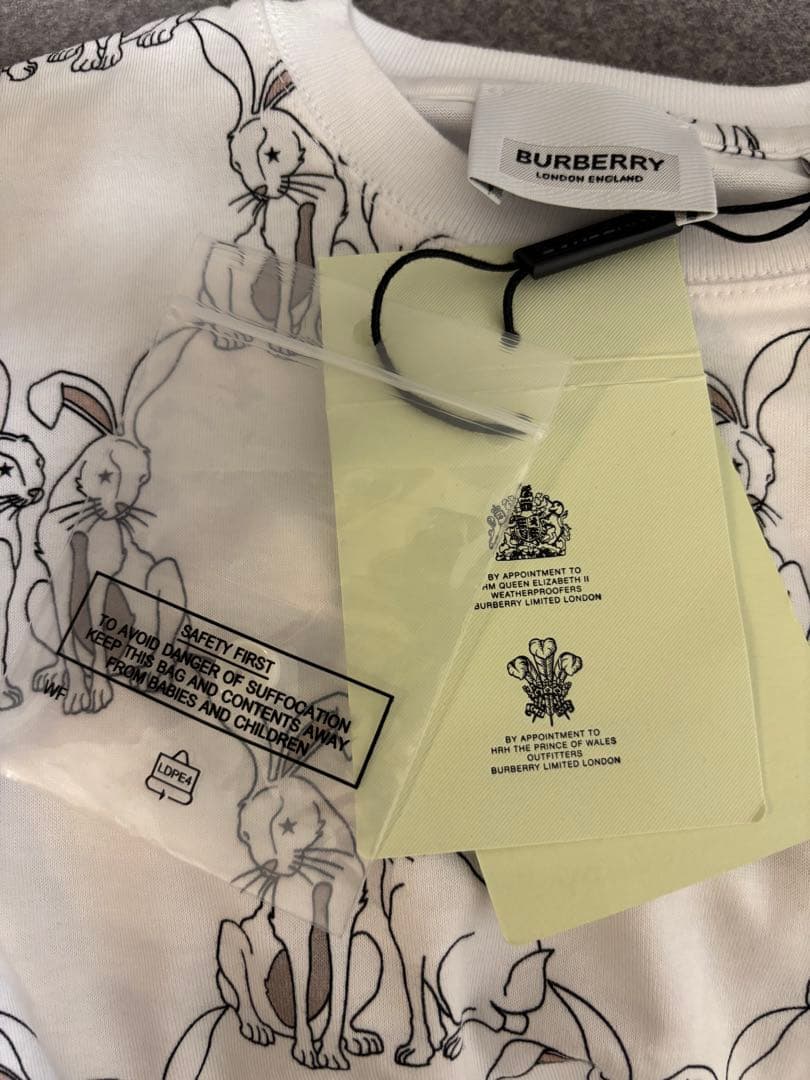 BURBERRY
LONDON ENGLAND
BY APPOINTMENT TO
HM QUEEN ELIZABETH II
WEATHERPROOFERS
BURBERRY LIMITED LONDON
BY APPOINTMENT TO
HRH THE PRINCE OF WALES
OUTFITTERS
BURBERRY LIMITED LONDON
SAFETY FIRST
TO AVOID DANGER OF SUFFOCATION
KEEP THIS BAG AND CONTENTS AWAY
FROM BABIES AND CHILDREN
WF
LDPE4